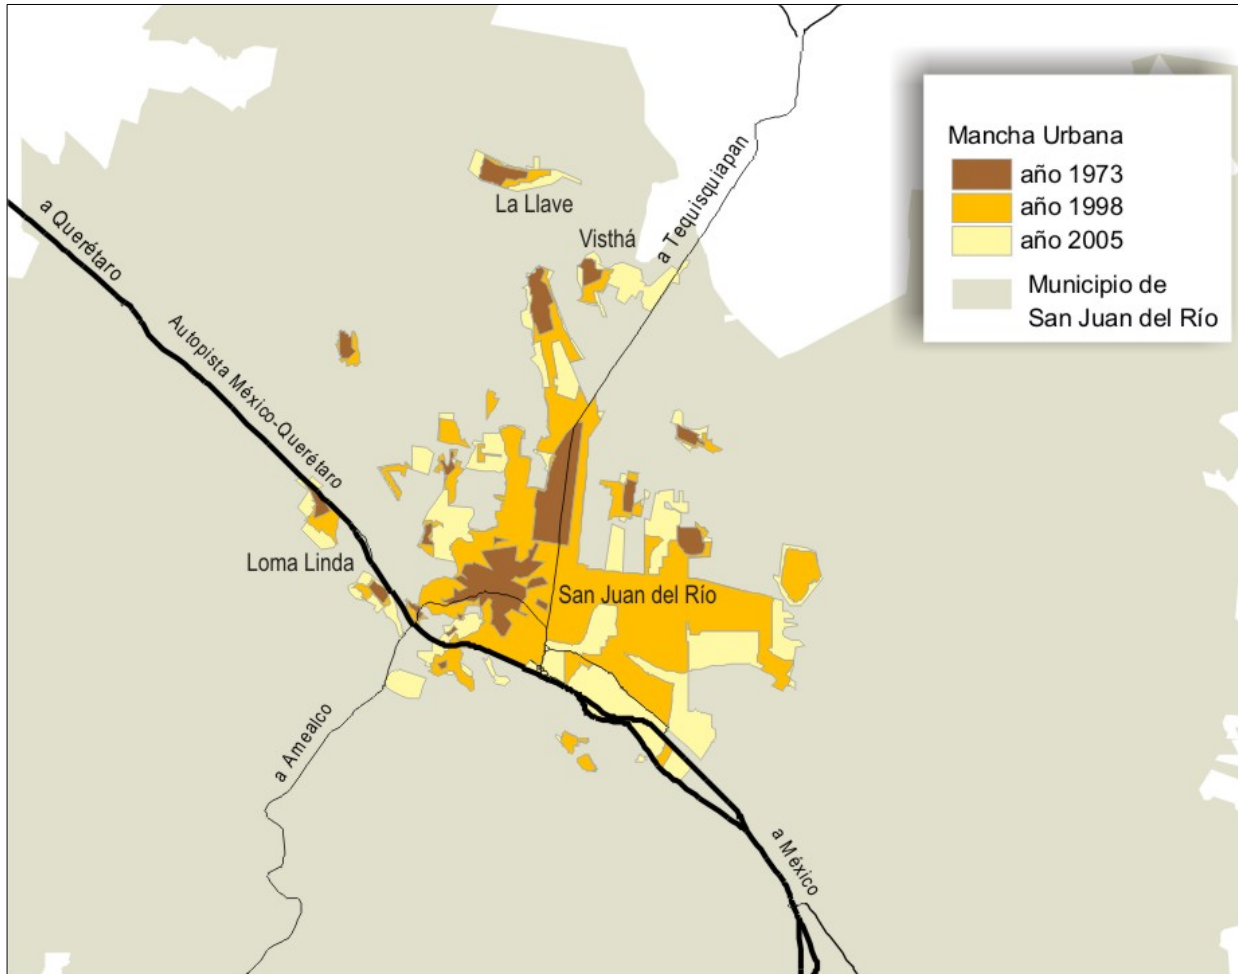 Mancha Urbana
año 1973
año 1998
año 2005
Municipio de
San Juan del Río
a Tequisquiapan
La Llave
Visthá
a Querétaro
Autopista México-Querétaro
Loma Linda
San Juan del Río
a Amealco
a México